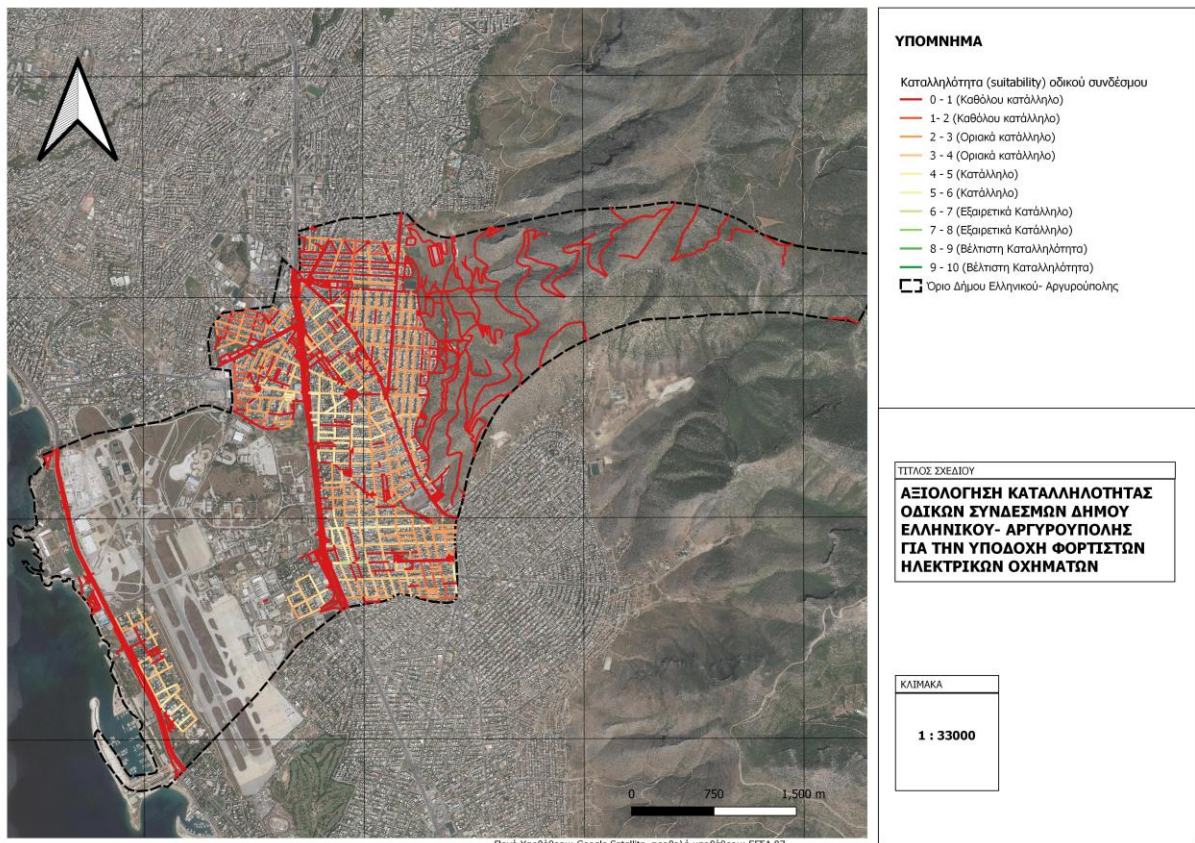 ΥΠΟΜΝΗΜΑ
Καταλληλότητα (suitability) οδικού συνδέσμου
0 - 1 (Καθόλου κατάλληλο)
1- 2 (Καθόλου κατάλληλο)
2 - 3 (Οριακά κατάλληλο)
3 - 4 (Οριακά κατάλληλο)
4 - 5 (Κατάλληλο)
5 - 6 (Κατάλληλο)
6 - 7 (Εξαιρετικά Κατάλληλο)
7 - 8 (Εξαιρετικά Κατάλληλο)
8 - 9 (Βέλτιστη Καταλληλότητα)
9 - 10 (Βέλτιστη Καταλληλότητα)
Όριο Δήμου Ελληνικού- Αργυρούπολης
ΤΙΤΛΟΣ ΣΧΕΔΙΟΥ
ΑΞΙΟΛΟΓΗΣΗ ΚΑΤΑΛΛΗΛΟΤΗΤΑΣ
ΟΔΙΚΩΝ ΣΥΝΔΕΣΜΩΝ ΔΗΜΟΥ
ΕΛΛΗΝΙΚΟΥ- ΑΡΓΥΡΟΥΠΟΛΗΣ
ΓΙΑ ΤΗΝ ΥΠΟΔΟΧΗ ΦΟΡΤΙΣΤΩΝ
ΗΛΕΚΤΡΙΚΩΝ ΟΧΗΜΑΤΩΝ
ΚΛΙΜΑΚΑ
1 : 33000
0 750 1,500 m